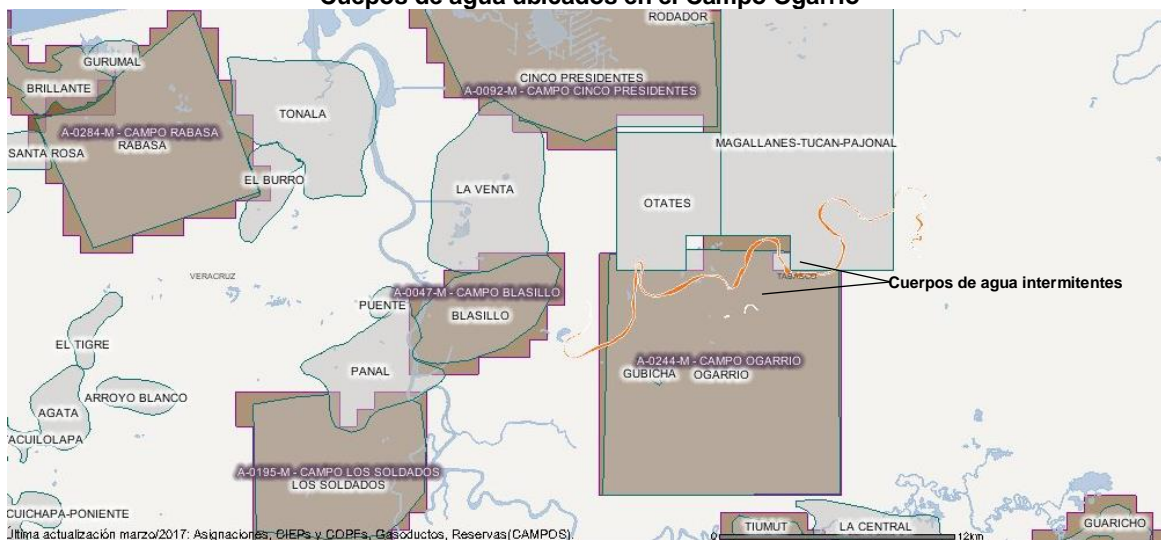 Cuepos de agua ubicados en el Campo Ogarrio
RODADOR
GURUMAL
BRILLANTE
CINCO PRESIDENTES
A-0092-M - CAMPO CINCO PRESIDENTES
TONALA
A-0284-M - CAMPO RABASA
RABASA
MAGALLANES-TUCAN-PAJONAL
SANTA ROSA
EL BURRO
LA VENTA
OTATES
VERACRUZ
TABASCO
Cuerpos de agua intermitentes
A-0047-M - CAMPO BLASILLO
PUENTE
BLASILLO
EL TIGRE
PANAL
A-0244-M - CAMPO OGARRIO
GUBICHA
OGARRIO
ARROYO BLANCO
AGATA
ACUILOLAPA
A-0195-M - CAMPO LOS SOLDADOS
LOS SOLDADOS
CUICHAPA-PONIENTE
TIUMUT
LA CENTRAL
GUARICHO
Última actualización marzo/2017: Asignaciones, CIEPs y CDPFs, Gasoductos, Reservas(CAMPOS)
0
12km